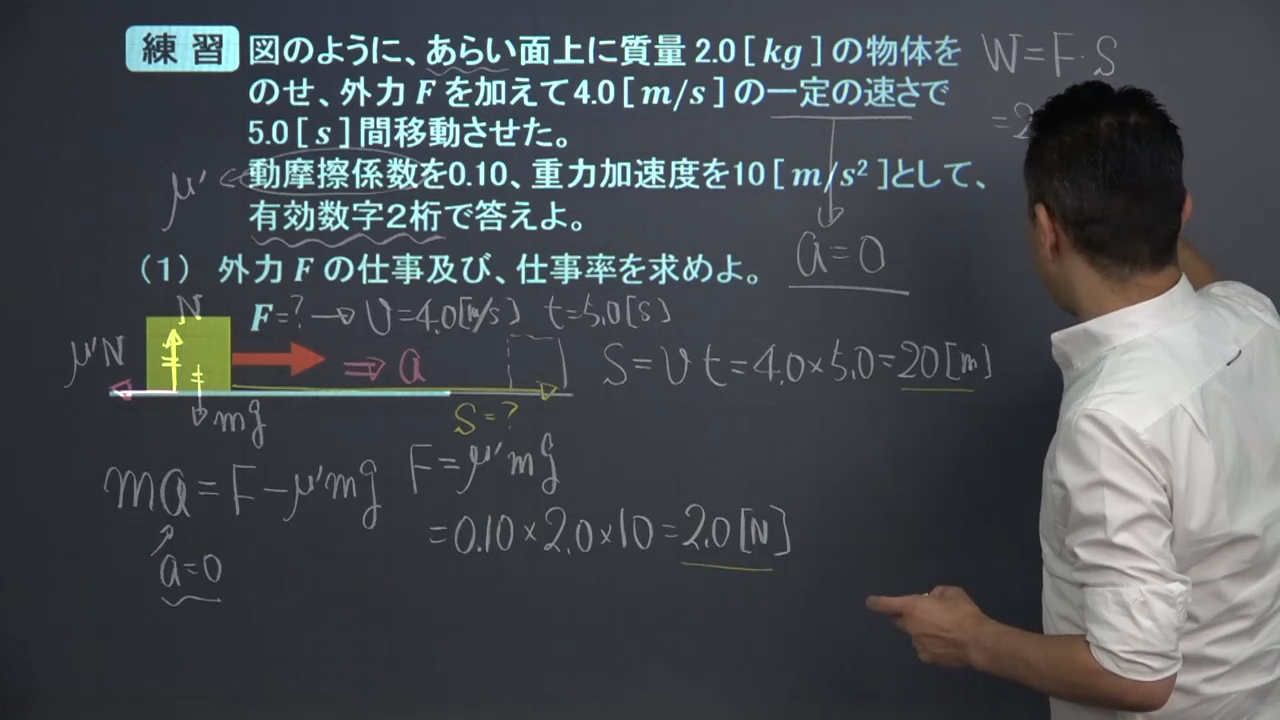 練習 図のように、あらい面上に質量 2.0 [ kg ] の物体を
のせ、外力 F を加えて4.0 [ m/s ] の一定の速さで
5.0 [ s ] 間移動させた。
動摩擦係数を0.10、重力加速度を10 [ m/s² ]として、
有効数字２桁で答えよ。
μ'
a=0
W=F·S
=2
(1) 外力 F の仕事及び、仕事率を求めよ。
F=? → v=4.0[m/s] t=5.0[s]
N
μ'N
⇒ a
mg
S=?
S=vt=4.0×5.0=20[m]
ma=F-μ'mg
a=0
F=μ'mg
=0.10×2.0×10=2.0[N]